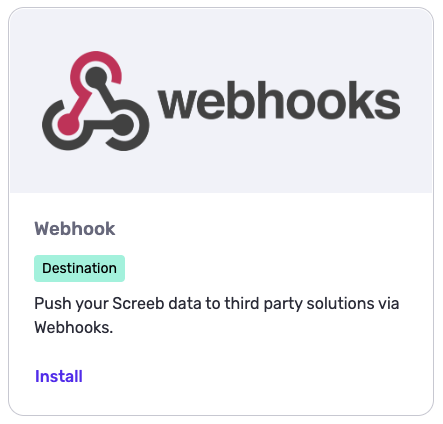 webhooks
Webhook
Destination
Push your Screeb data to third party solutions via
Webhooks.
Install